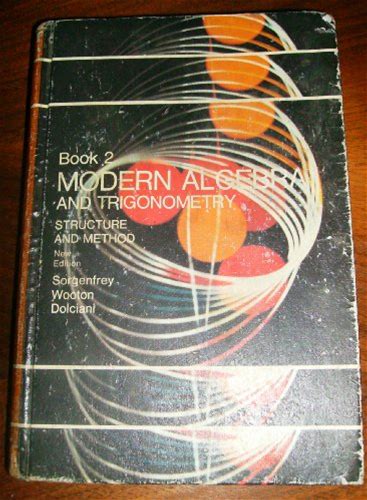 Book 2
MODERN ALGEBRA
AND TRIGONOMETRY
STRUCTURE
AND METHOD
New
Edition
Sorgenfrey
Wooton
Dolciani